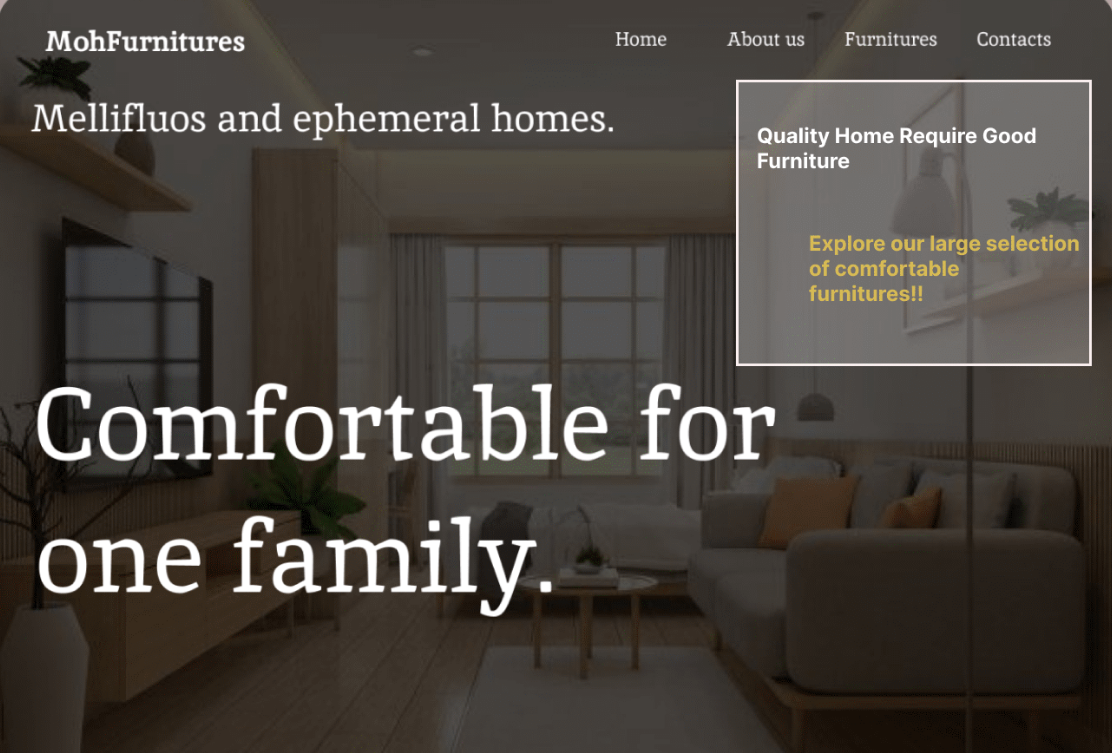 MohFurnitures
Home About us Furnitures Contacts
Mellifluos and ephemeral homes.
Quality Home Require Good
Furniture
Explore our large selection
of comfortable
furnitures!!
Comfortable for
one family.